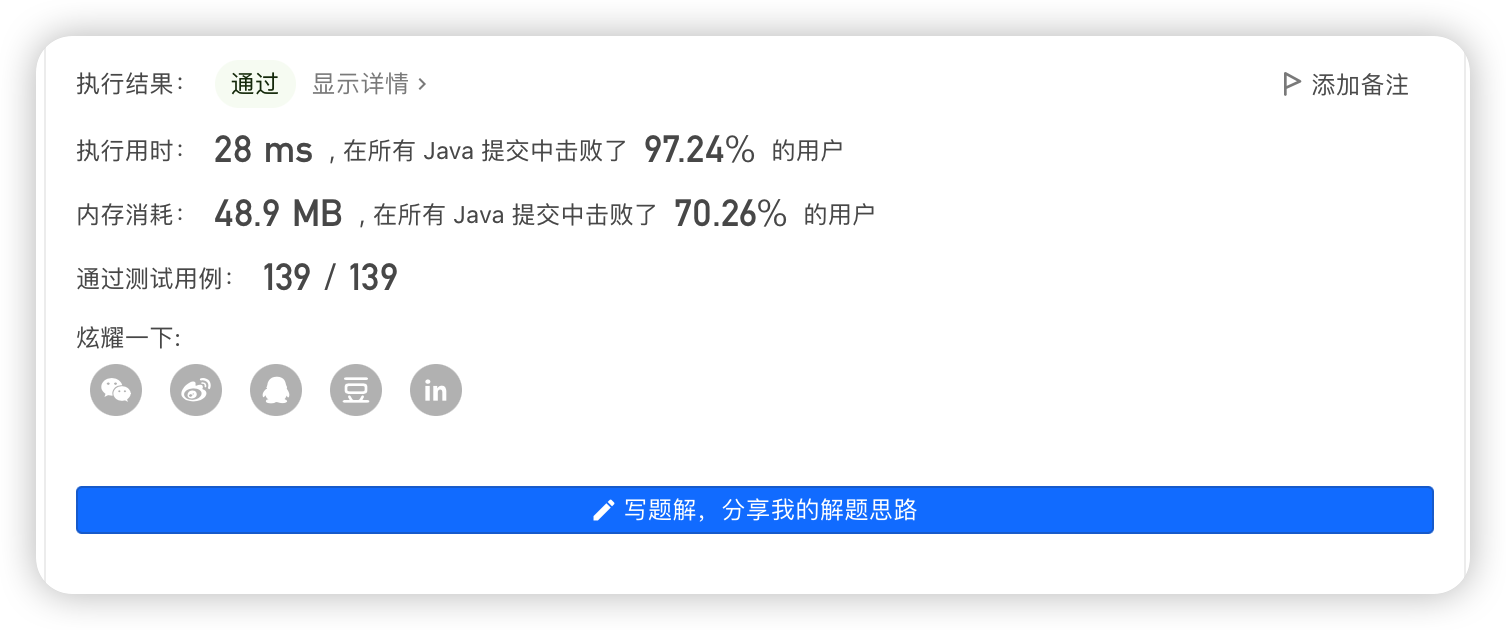 执行结果： 通过 显示详情 › 添加备注
执行用时： 28 ms , 在所有 Java 提交中击败了 97.24% 的用户
内存消耗： 48.9 MB , 在所有 Java 提交中击败了 70.26% 的用户
通过测试用例： 139 / 139
炫耀一下:
豆 in
写题解，分享我的解题思路